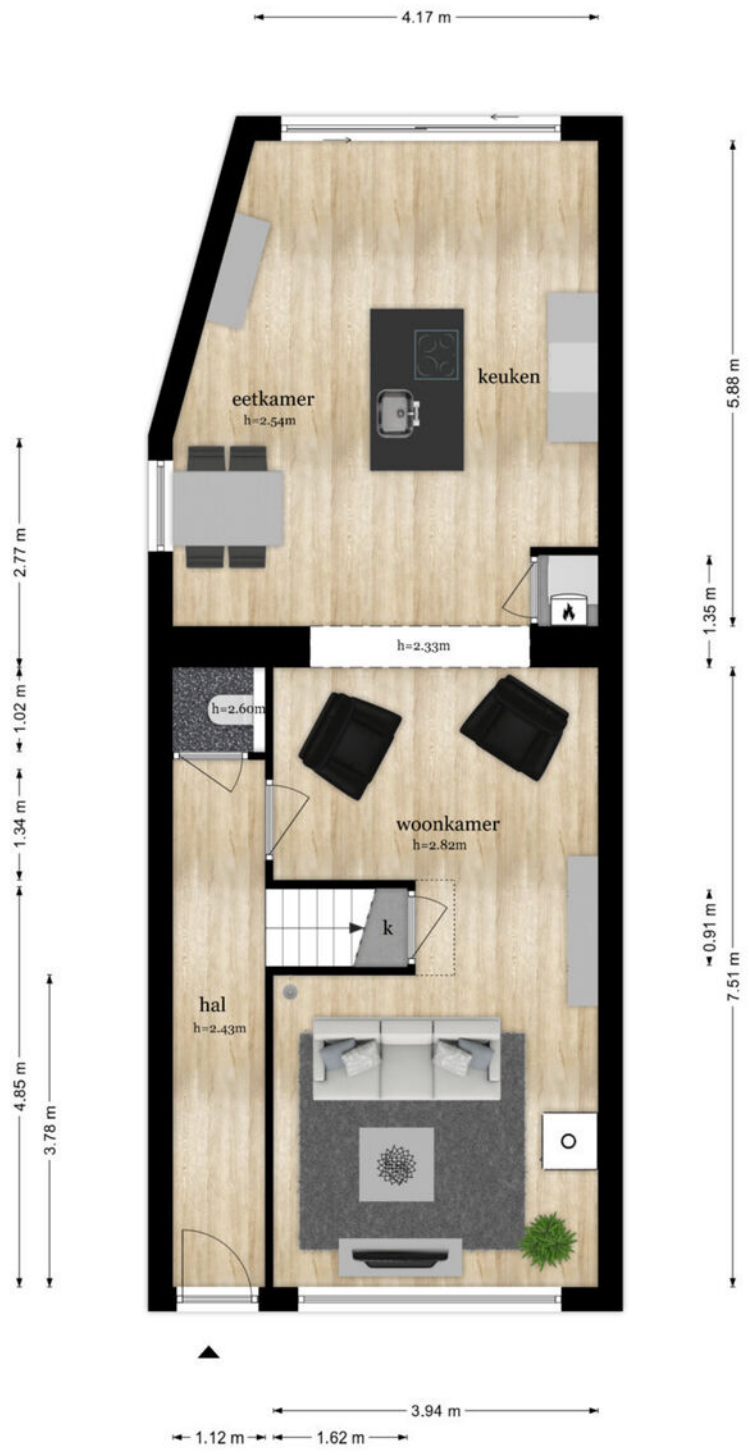 4.17 m
keuken
eetkamer
h=2.54m
5.88 m
2.77 m
1.35 m
h=2.33m
1.02 m
h=2.60m
1.34 m
woonkamer
h=2.82m
k
0.91 m
7.51 m
hal
h=2.43m
4.85 m
3.78 m
3.94 m
1.12 m
1.62 m